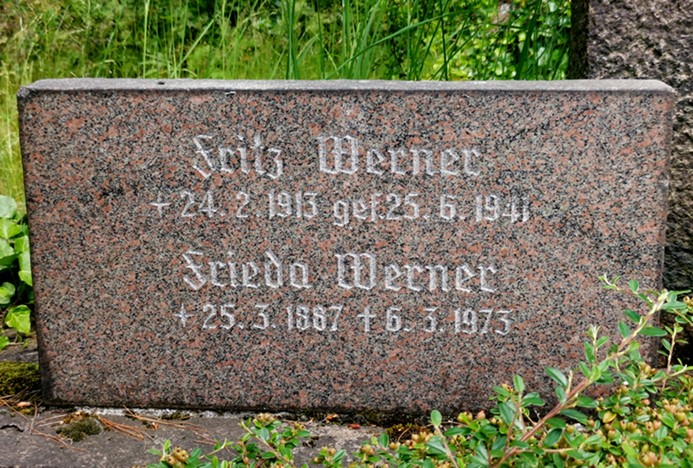 Fritz Werner
* 24. 2. 1913 gef. 25. 6. 1941
Frieda Werner
* 25. 3. 1887 † 6. 3. 1973